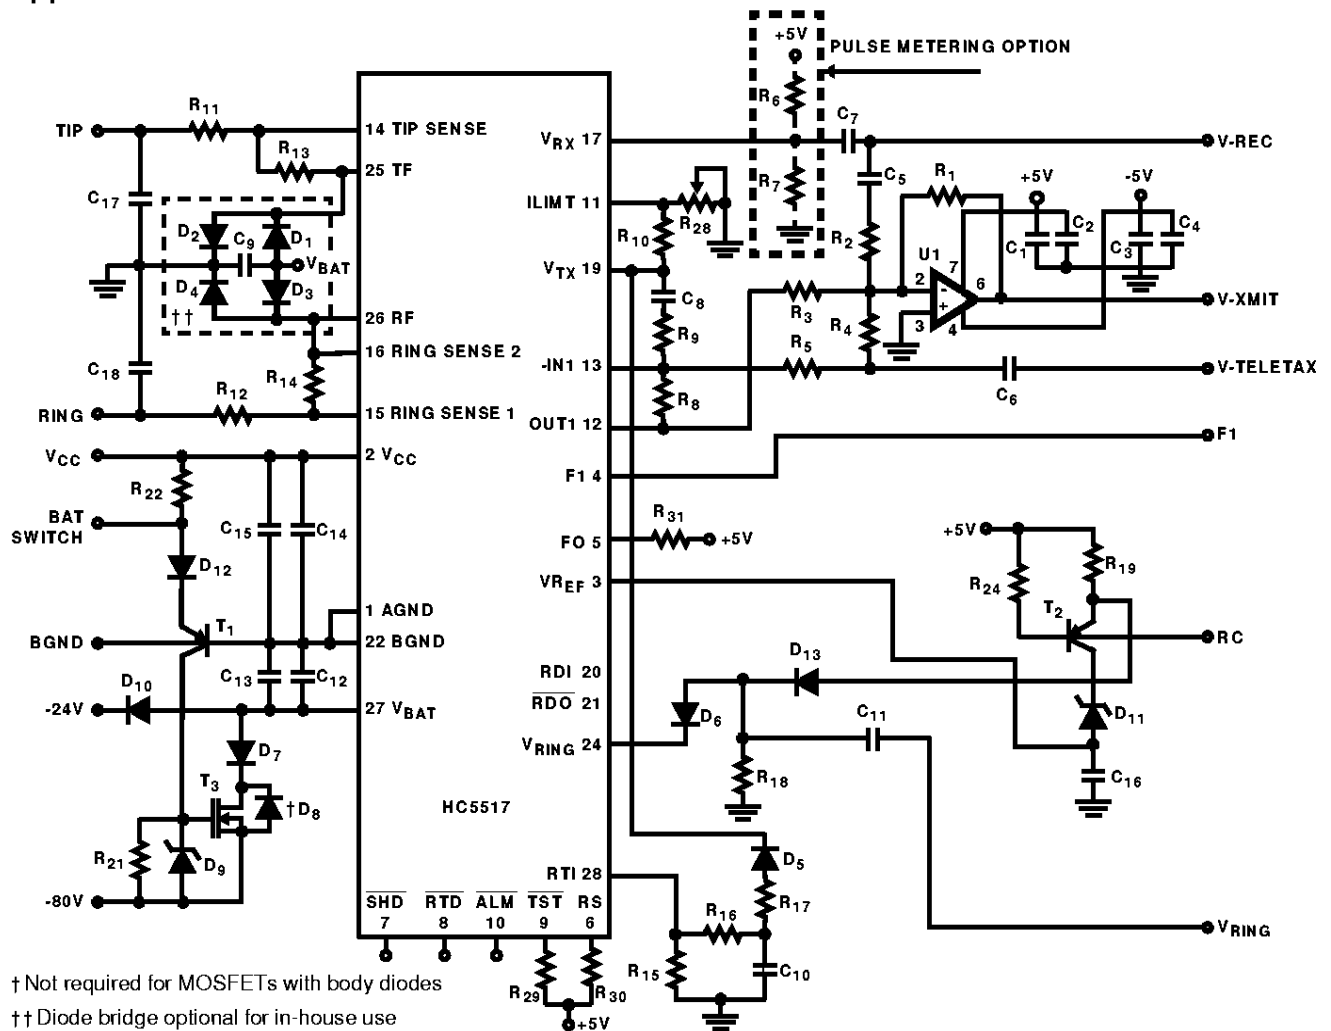 +5V
PULSE METERING OPTION
R6
R11
C7
TIP
14 TIP SENSE
VRX 17
V-REC
R13
25 TF
R7
C5
R1
+5V
-5V
C17
ILIMT 11
R28
D2
C9
D1
R10
R2
C1
C2
C3
C4
VBAT
VTX 19
U1
7
D4
D3
2
-
6
C8
R3
+
V-XMIT
††
26 RF
R4
3
4
R9
16 RING SENSE 2
R5
C18
R14
-IN1 13
V-TELETAX
R12
R8
C6
RING
15 RING SENSE 1
OUT1 12
F1
VCC
2 VCC
F1 4
R22
BAT
SWITCH
C15
C14
R31
FO 5
+5V
+5V
D12
R19
VREF 3
R24
1 AGND
T2
T1
BGND
22 BGND
RC
D13
RDI 20
D10
C13
C12
RDO 21
-24V
27 VBAT
D6
C11
D11
D7
VRING 24
T3
R18
C16
†D8
HC5517
R21
D9
D5
RTI 28
-80V
SHD
RTD
ALM
TST
RS
R17
7
8
10
9
6
R16
VRING
R15
C10
† Not required for MOSFETs with body diodes
R29
R30
†† Diode bridge optional for in-house use
+5V